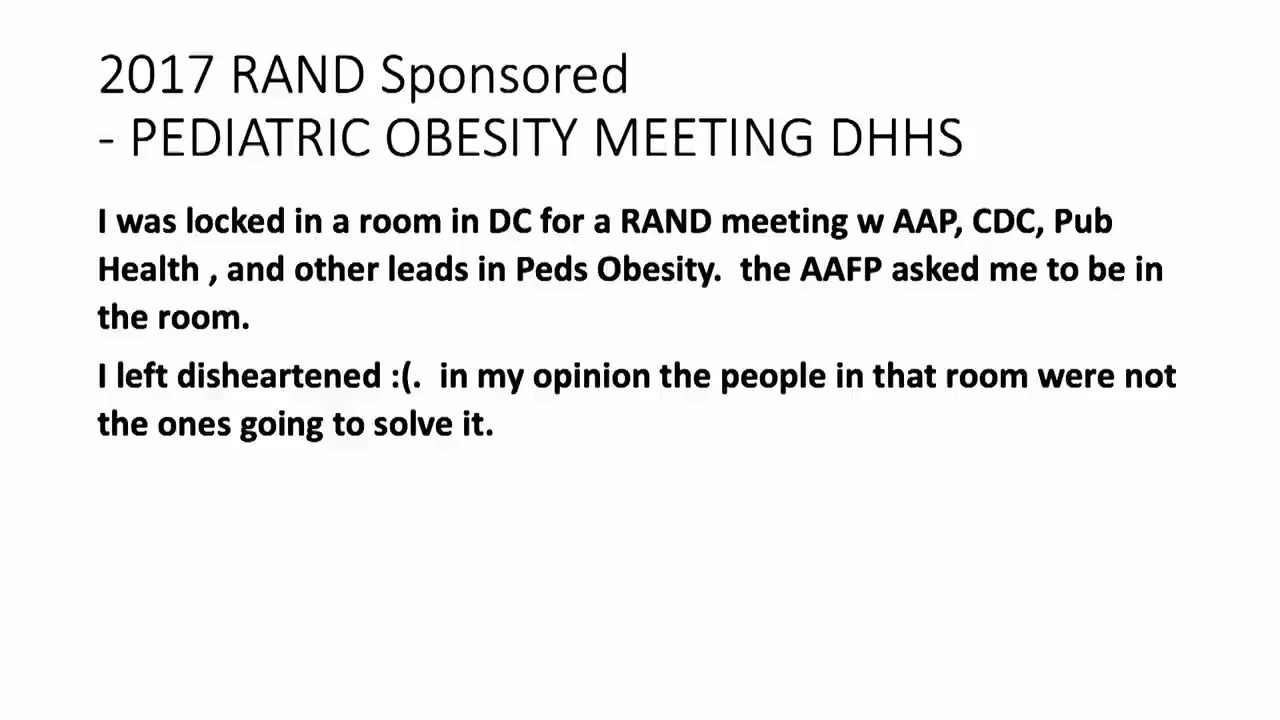 2017 RAND Sponsored
- PEDIATRIC OBESITY MEETING DHHS
I was locked in a room in DC for a RAND meeting w AAP, CDC, Pub
Health , and other leads in Peds Obesity.  the AAFP asked me to be in
the room.
I left disheartened :(.  in my opinion the people in that room were not
the ones going to solve it.